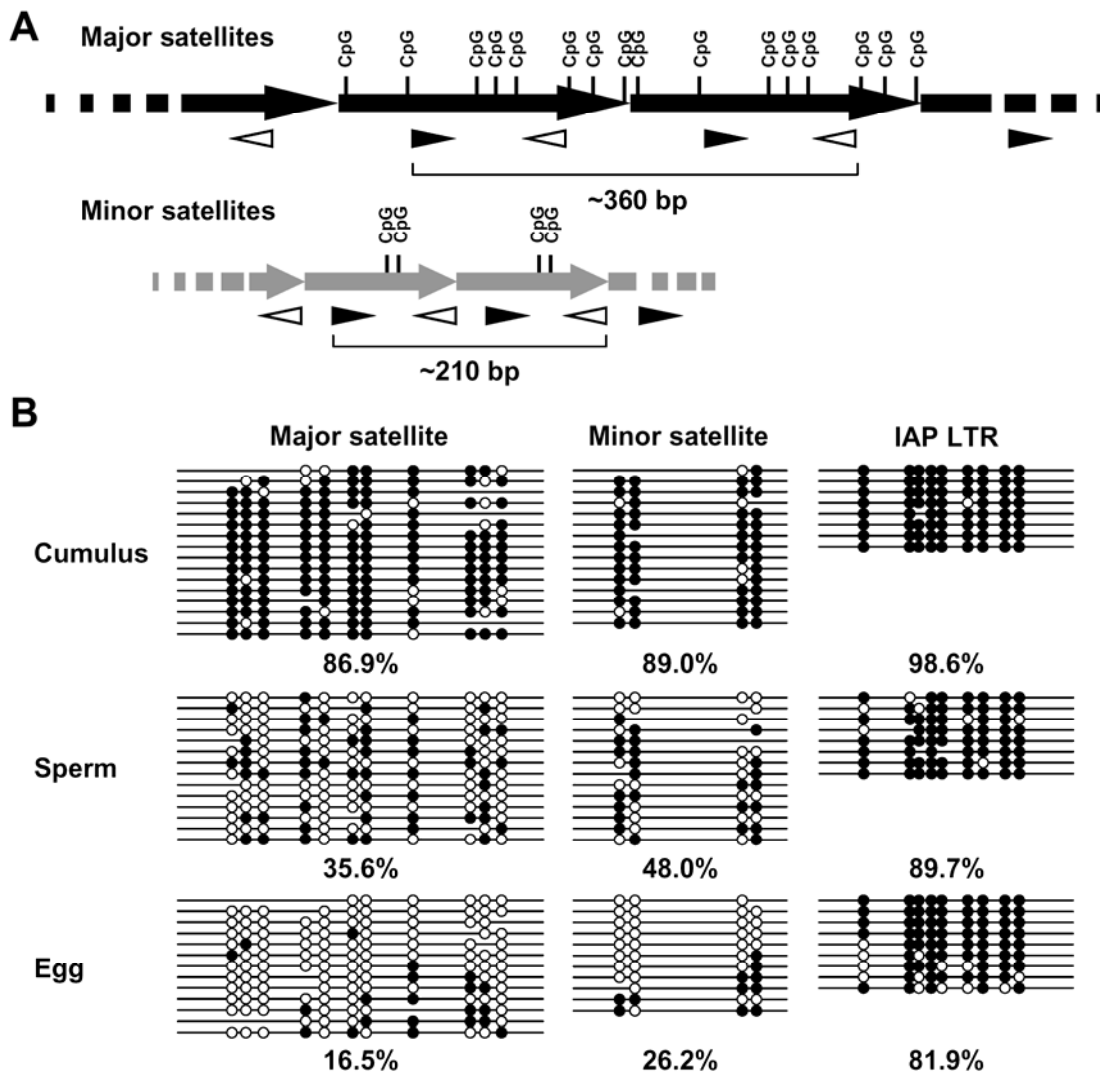 A
Major satellites
CpG CpG CpG CpG CpG CpG CpG CpG CpG CpG CpG CpG CpG CpG CpG CpG
~360 bp
Minor satellites
CpG CpG CpG CpG
~210 bp
B
Major satellite Minor satellite IAP LTR
Cumulus
86.9% 89.0% 98.6%
Sperm
35.6% 48.0% 89.7%
Egg
16.5% 26.2% 81.9%